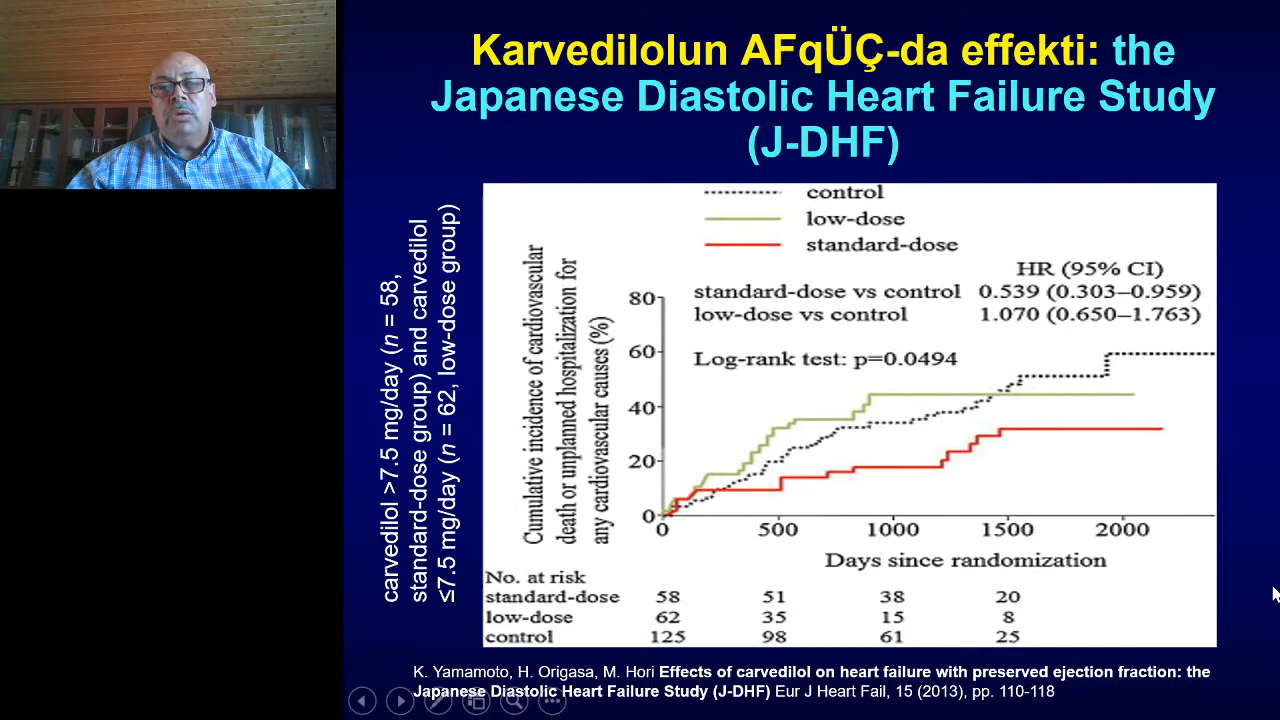 Karvedilolun AFqÜÇ-da effekti: the
Japanese Diastolic Heart Failure Study
(J-DHF)
carvedilol >7.5 mg/day (n = 58,
standard-dose group) and carvedilol
≤7.5 mg/day (n = 62, low-dose group)
control
low-dose
standard-dose
HR (95% CI)
standard-dose vs control 0.539 (0.303–0.959)
low-dose vs control 1.070 (0.650–1.763)
Log-rank test: p=0.0494
Cumulative incidence of cardiovascular
death or unplanned hospitalization for
any cardiovascular causes (%)
80
60
40
20
0
0 500 1000 1500 2000
Days since randomization
No. at risk
standard-dose 58 51 38 20
low-dose 62 35 15 8
control 125 98 61 25
K. Yamamoto, H. Origasa, M. Hori Effects of carvedilol on heart failure with preserved ejection fraction: the
Japanese Diastolic Heart Failure Study (J-DHF) Eur J Heart Fail, 15 (2013), pp. 110-118